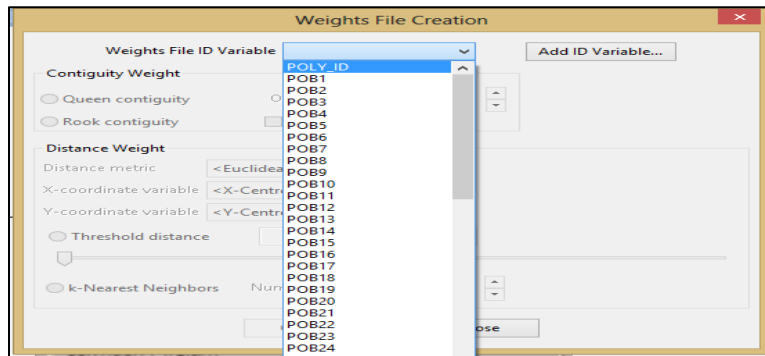 Weights File Creation
Weights File ID Variable
Add ID Variable...
POLY_ID
POB1
POB2
POB3
POB4
POB5
POB6
POB7
POB8
POB9
POB10
POB11
POB12
POB13
POB14
POB15
POB16
POB17
POB18
POB19
POB20
POB21
POB22
POB23
POB24
Contiguity Weight
Queen contiguity
Rook contiguity
Distance Weight
Distance metric
<Euclidea
X-coordinate variable
<X-Centr
Y-coordinate variable
<Y-Centr
Threshold distance
k-Nearest Neighbors
Num
ose